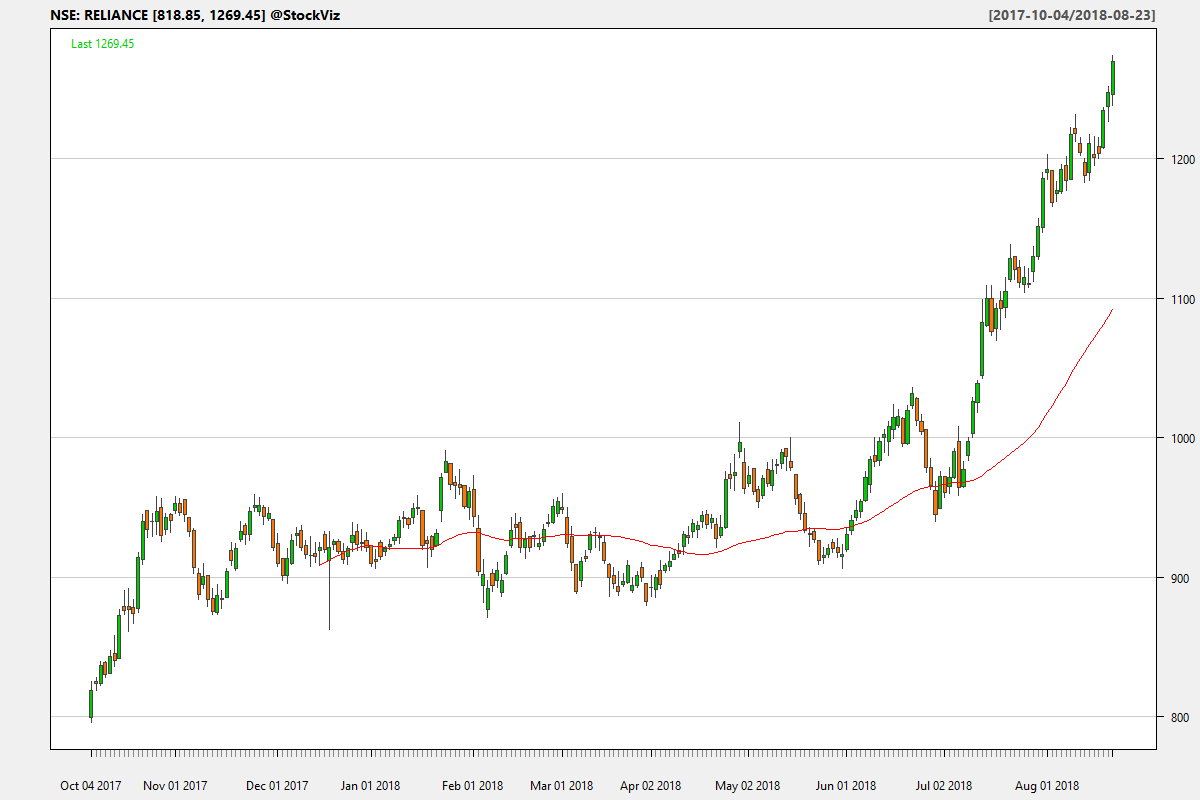 NSE: RELIANCE [818.85, 1269.45] @StockViz
[2017-10-04/2018-08-23]
Last 1269.45
1200
1100
1000
900
800
Oct 04 2017 Nov 01 2017 Dec 01 2017 Jan 01 2018 Feb 01 2018 Mar 01 2018 Apr 02 2018 May 02 2018 Jun 01 2018 Jul 02 2018 Aug 01 2018